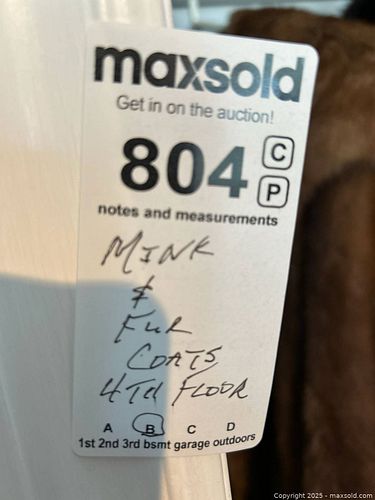 maxsold
Get in on the auction!
804 C
P
notes and measurements
MINK
&
FUR
COATS
4TH FLOOR
A B C D
1st 2nd 3rd bsmt garage outdoors
Copyright 2025 - maxsold.com